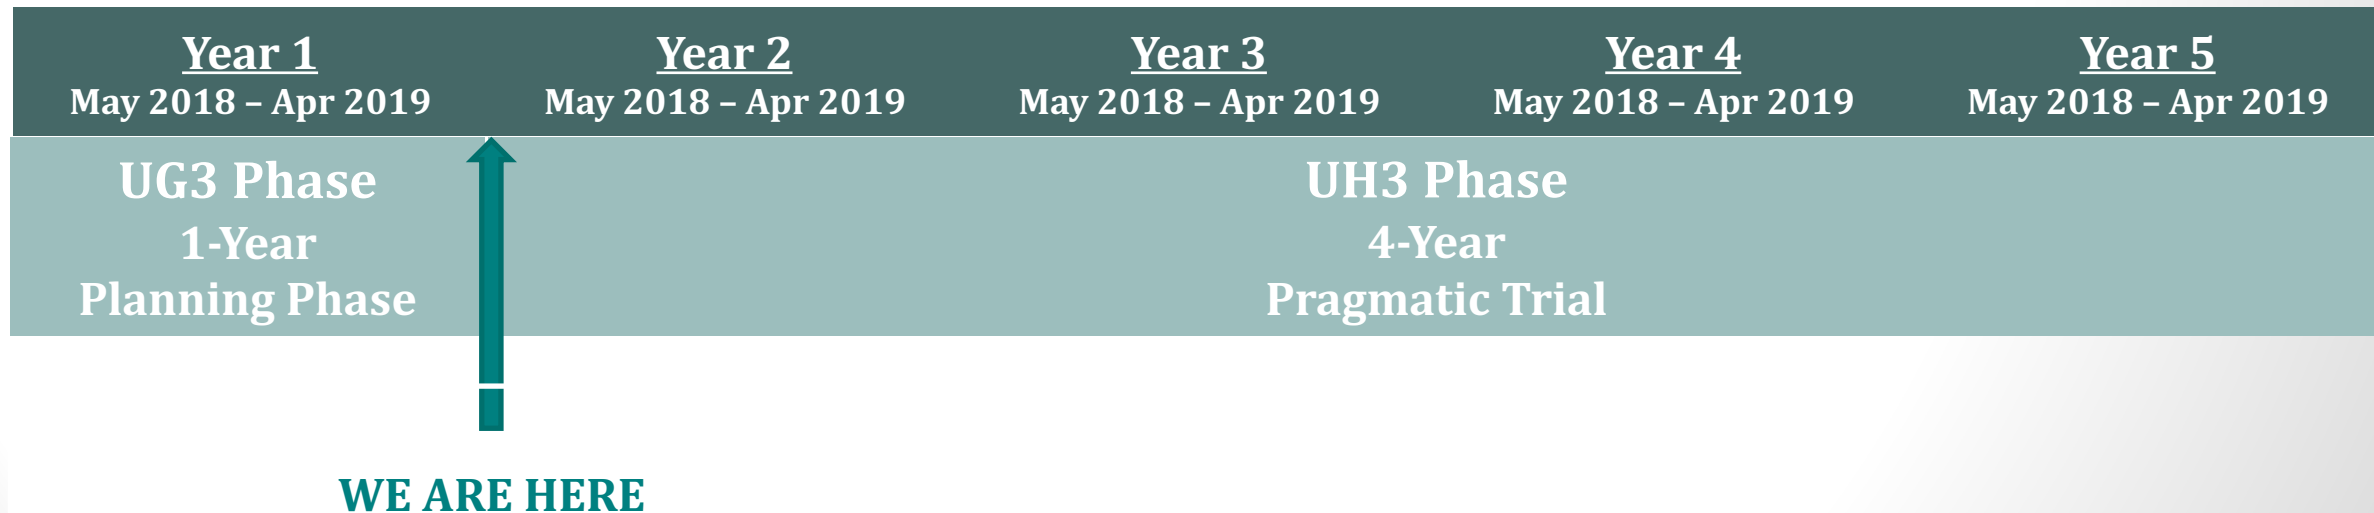 Year 1
May 2018 – Apr 2019
Year 2
May 2018 – Apr 2019
Year 3
May 2018 – Apr 2019
Year 4
May 2018 – Apr 2019
Year 5
May 2018 – Apr 2019
UG3 Phase
1-Year
Planning Phase
UH3 Phase
4-Year
Pragmatic Trial
WE ARE HERE